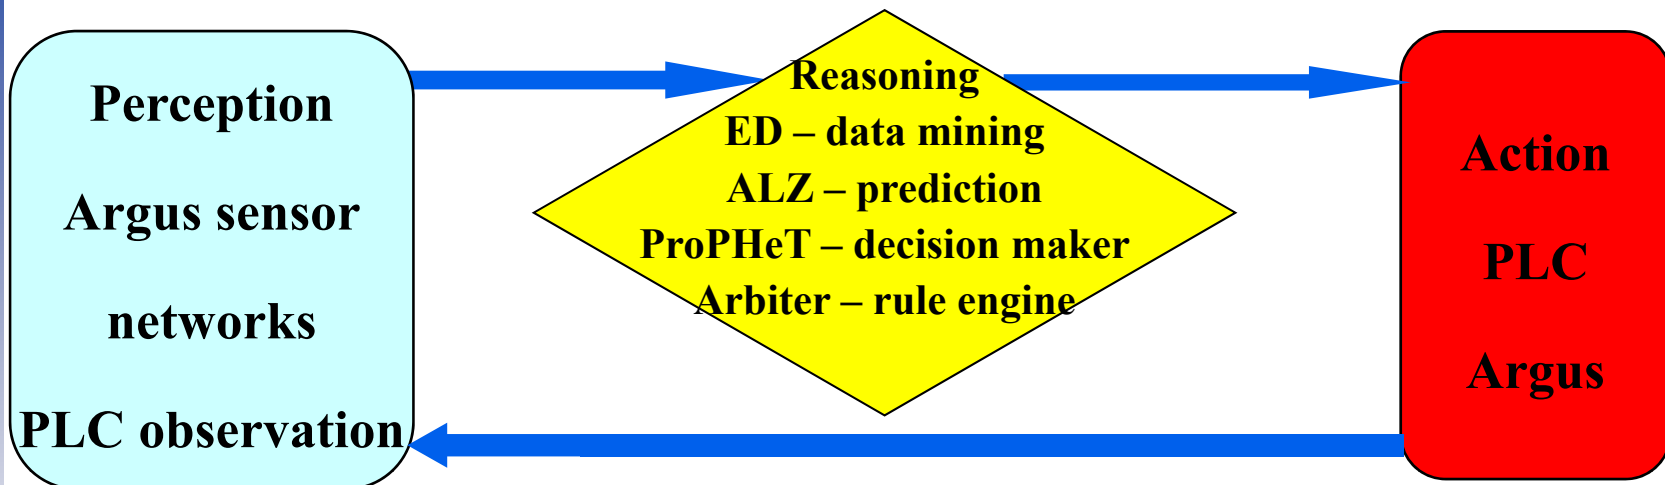 Perception
Argus sensor
networks
PLC observation
Reasoning
ED – data mining
ALZ – prediction
ProPHeT – decision maker
Arbiter – rule engine
Action
PLC
Argus